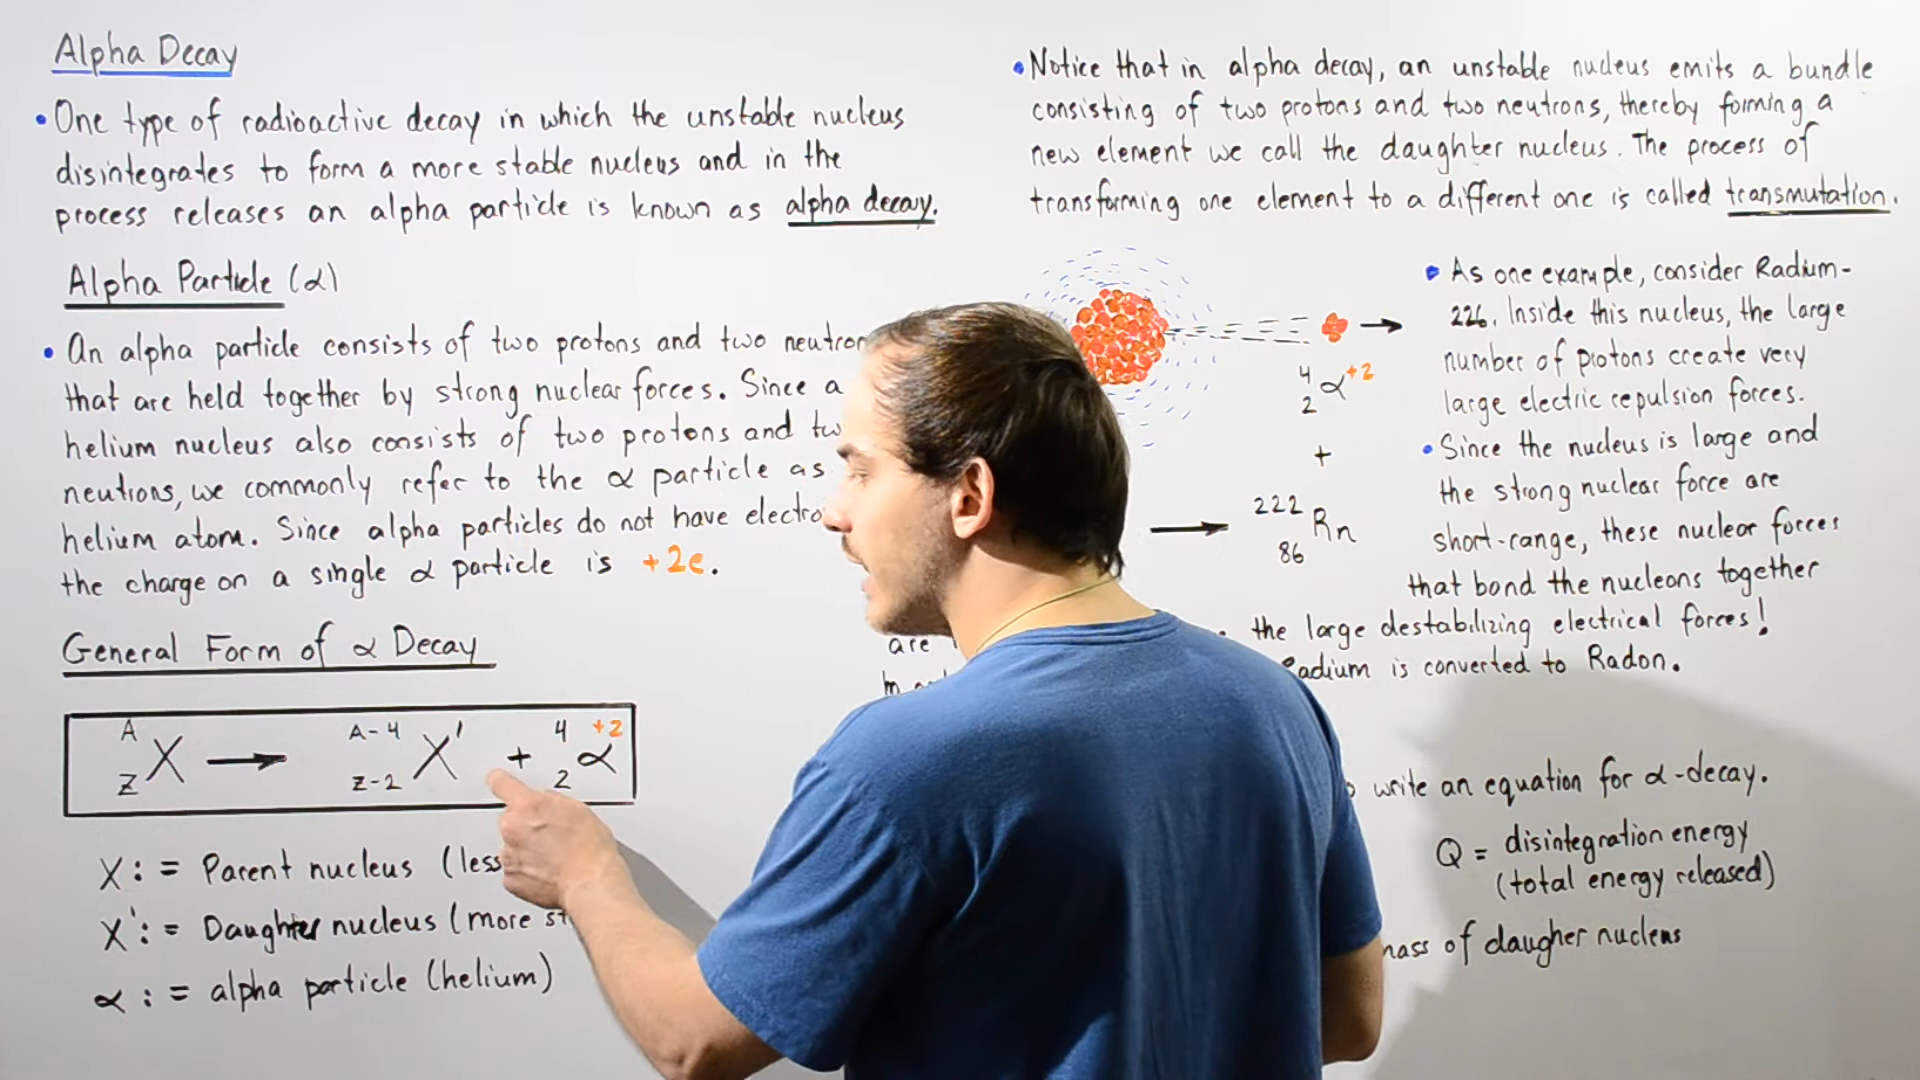 Alpha Decay
• One type of radioactive decay in which the unstable nucleus
disintegrates to form a more stable nucleus and in the
process releases an alpha particle is known as alpha decay.
Alpha Particle (α)
• An alpha particle consists of two protons and two
that are held together by strong nuclear forces. Since a
helium nucleus also consists of two protons and
neutrons, we commonly refer to the α particle as
helium atom. Since alpha particles do not have
the charge on a single α particle is +2e.
General Form of α Decay
A Z X → A-4 Z-2 X' + 4 2 α +2
X := Parent nucleus (less
X' := Daughter nucleus (more
α := alpha particle (helium)
• Notice that in alpha decay, an unstable nucleus emits a bundle
consisting of two protons and two neutrons, thereby forming a
new element we call the daughter nucleus. The process of
transforming one element to a different one is called transmutation.
4 2 α +2
+
→ 222 86 Rn
• As one example, consider Radium-
226. Inside this nucleus, the large
number of protons create very
large electric repulsion forces.
• Since the nucleus is large and
the strong nuclear force are
short-range, these nuclear forces
that bond the nucleons together
are
the large destabilizing electrical forces!
Radium is converted to Radon.
write an equation for α-decay.
Q = disintegration energy
(total energy released)
mass of daugher nucleus